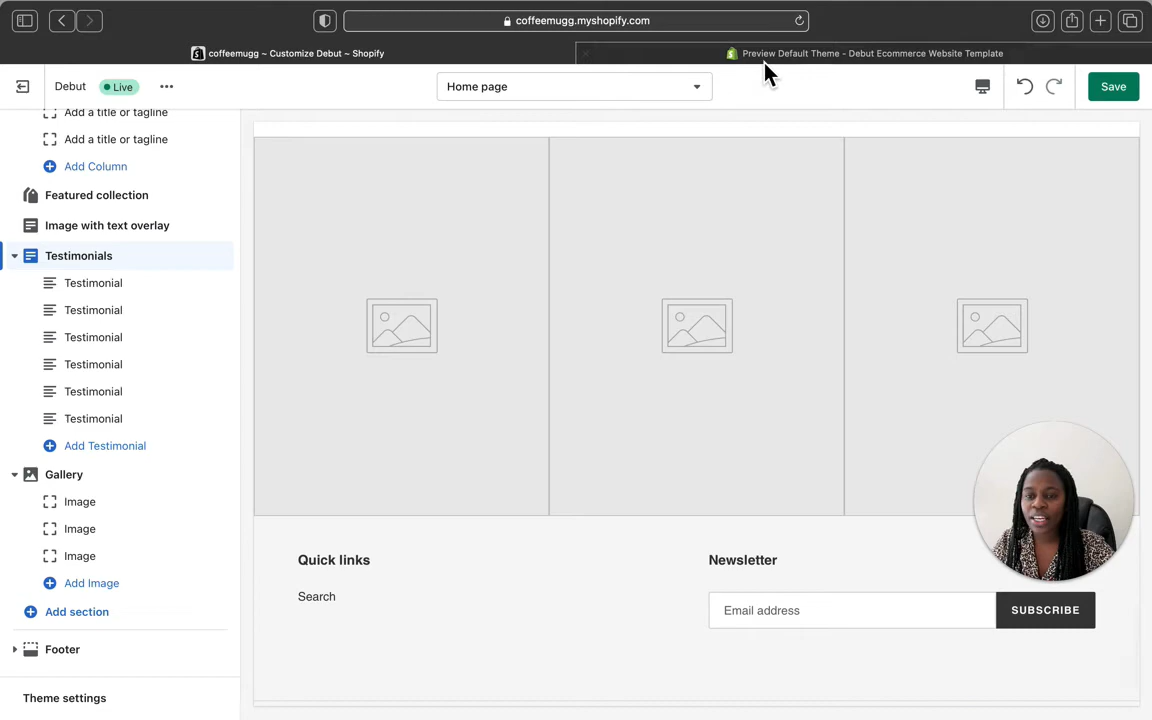 coffeemugg.myshopify.com
coffeemugg ~ Customize Debut ~ Shopify
Preview Default Theme - Debut Ecommerce Website Template
Debut
Live
Home page
Save
Add a title or tagline
Add a title or tagline
Add Column
Featured collection
Image with text overlay
Testimonials
Testimonial
Testimonial
Testimonial
Testimonial
Testimonial
Testimonial
Add Testimonial
Gallery
Image
Image
Image
Add Image
Add section
Footer
Theme settings
Quick links
Search
Newsletter
Email address
SUBSCRIBE